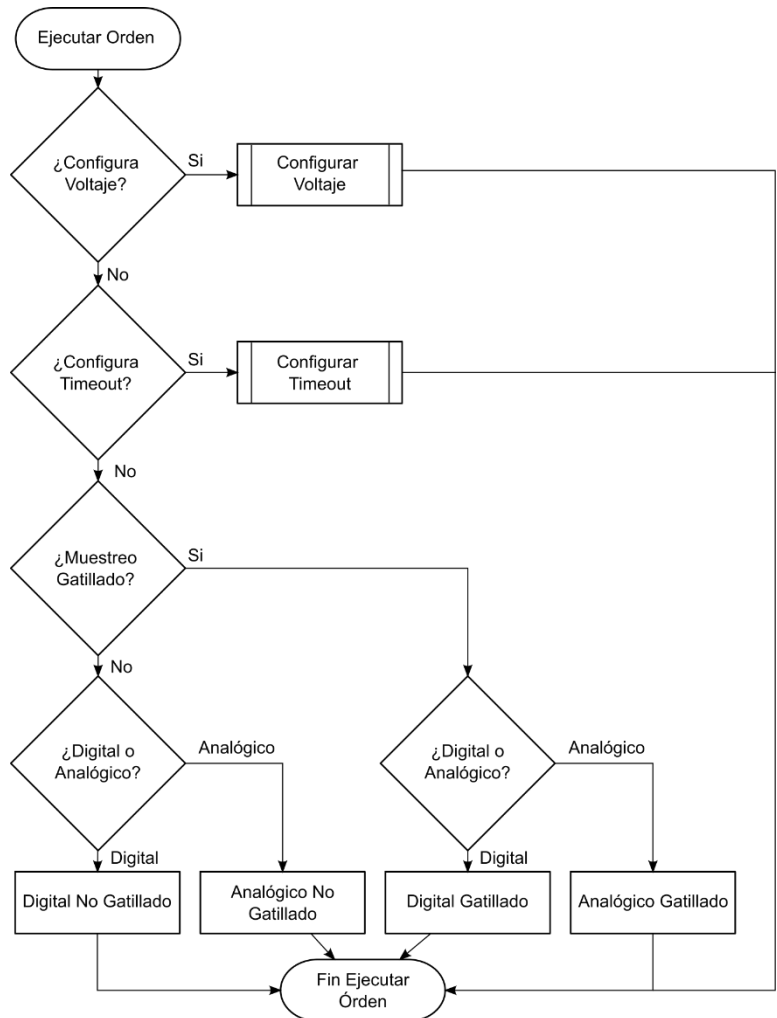 Ejecutar Orden
¿Configura
Voltaje?
Si
Configurar
Voltaje
No
¿Configura
Timeout?
Si
Configurar
Timeout
No
¿Muestreo
Gatillado?
Si
No
¿Digital o
Analógico?
Analógico
¿Digital o
Analógico?
Analógico
Digital
Digital
Digital No Gatillado
Analógico No
Gatillado
Digital Gatillado
Analógico Gatillado
Fin Ejecutar
Órden